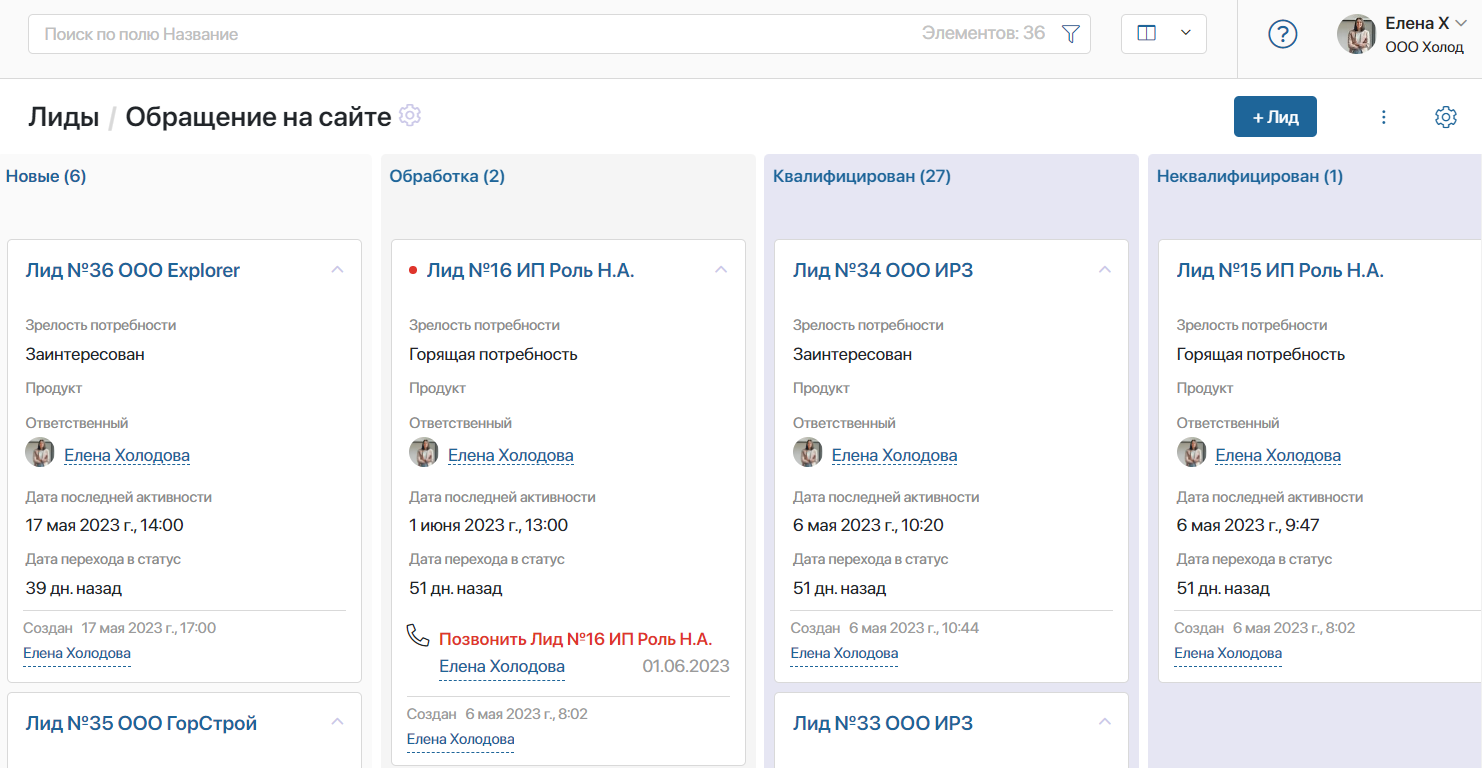 Поиск по полю Название
Элементов: 36
?
Елена Х
ООО Холод
Лиды / Обращение на сайте
+ Лид
Новые (6)
Лид №36 ООО Explorer
Зрелость потребности
Заинтересован
Продукт
Ответственный
Елена Холодова
Дата последней активности
17 мая 2023 г., 14:00
Дата перехода в статус
39 дн. назад
Создан 17 мая 2023 г., 17:00
Елена Холодова
Лид №35 ООО ГорСтрой
Обработка (2)
Лид №16 ИП Роль Н.А.
Зрелость потребности
Горящая потребность
Продукт
Ответственный
Елена Холодова
Дата последней активности
1 июня 2023 г., 13:00
Дата перехода в статус
51 дн. назад
Позвонить Лид №16 ИП Роль Н.А.
Елена Холодова 01.06.2023
Создан 6 мая 2023 г., 8:02
Елена Холодова
Квалифицирован (27)
Лид №34 ООО ИРЗ
Зрелость потребности
Заинтересован
Продукт
Ответственный
Елена Холодова
Дата последней активности
6 мая 2023 г., 10:20
Дата перехода в статус
51 дн. назад
Создан 6 мая 2023 г., 10:44
Елена Холодова
Лид №33 ООО ИРЗ
Неквалифицирован (1)
Лид №15 ИП Роль Н.А.
Зрелость потребности
Горящая потребность
Продукт
Ответственный
Елена Холодова
Дата последней активности
6 мая 2023 г., 9:47
Дата перехода в статус
51 дн. назад
Создан 6 мая 2023 г., 8:02
Елена Холодова